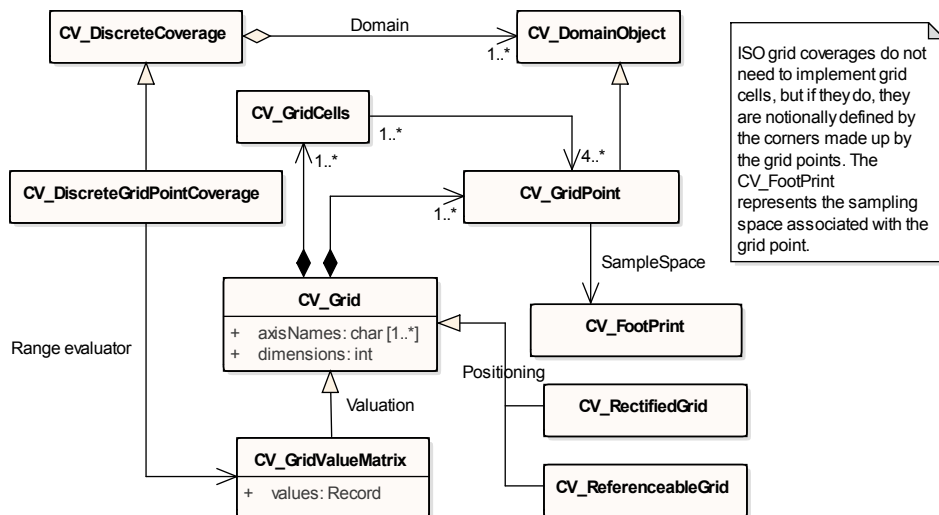 CV_DiscreteCoverage
Domain
1..*
CV_DomainObject
ISO grid coverages do not
need to implement grid
cells, but if they do, they
are notionally defined by
the corners made up by
the grid points. The
CV_FootPrint
represents the sampling
space associated with the
grid point.
CV_GridCells
1..*
1..*
4..*
CV_DiscreteGridPointCoverage
CV_GridPoint
1..*
SampleSpace
CV_Grid
+ axisNames: char [1..*]
+ dimensions: int
CV_FootPrint
Range evaluator
Positioning
Valuation
CV_RectifiedGrid
CV_GridValueMatrix
+ values: Record
CV_ReferenceableGrid